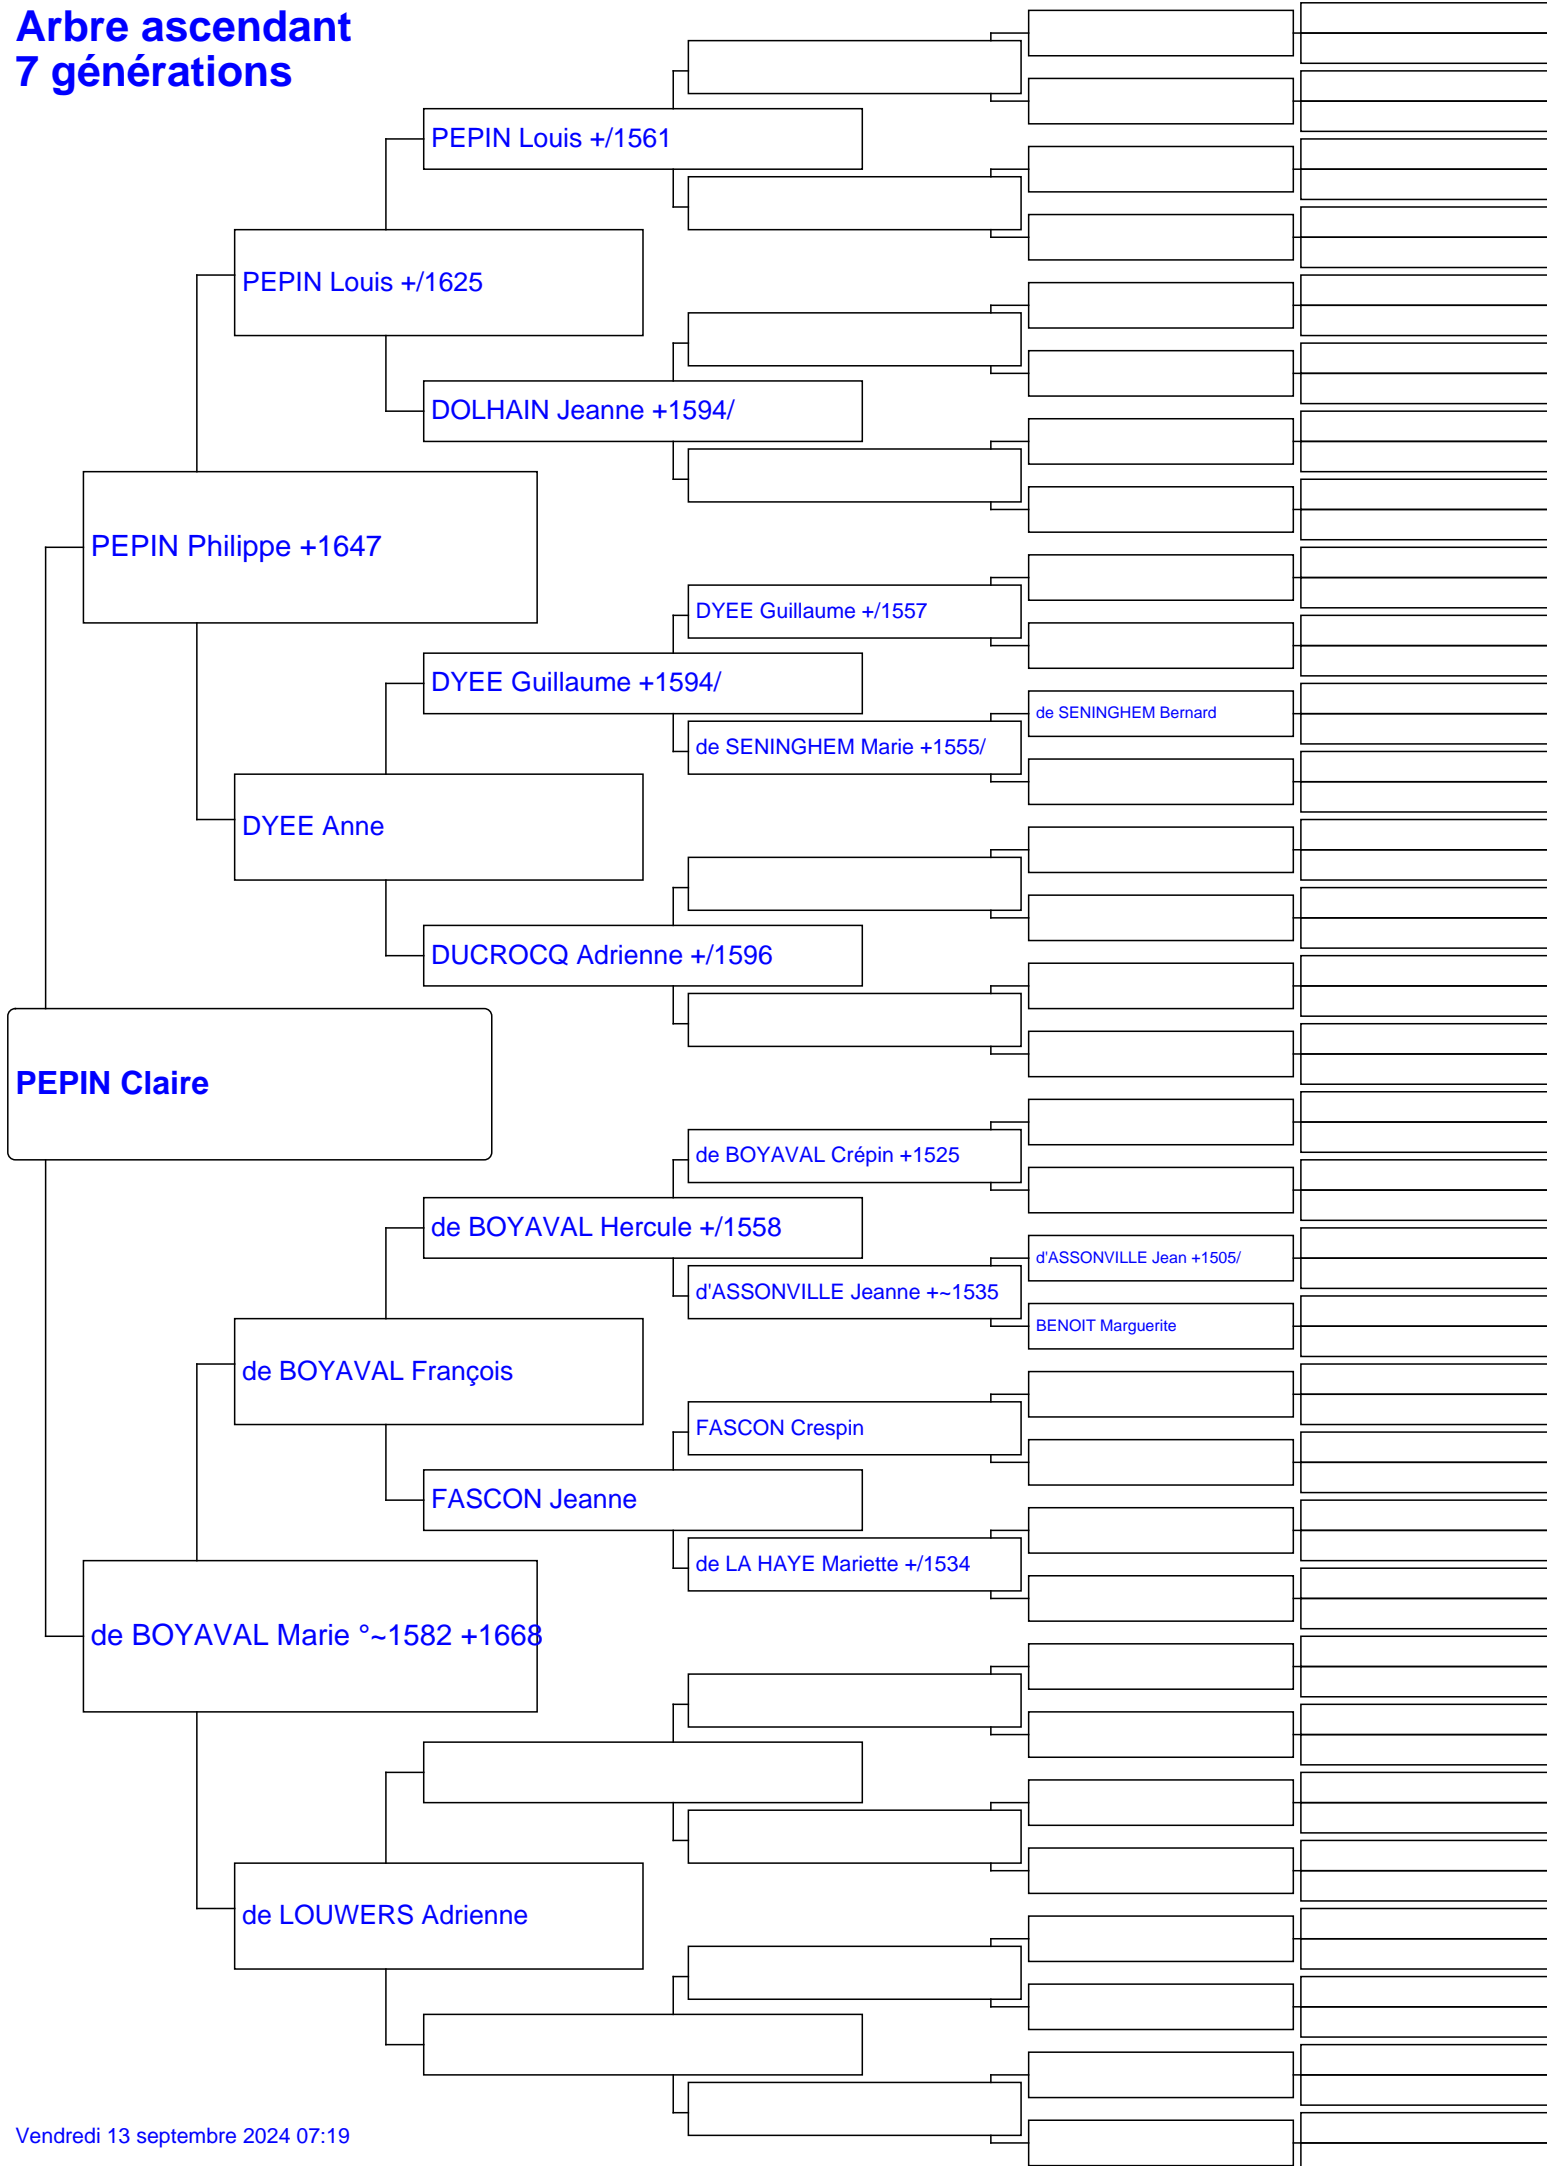 Arbre ascendant
7 générations
PEPIN Louis +/1561
PEPIN Louis +/1625
DOLHAIN Jeanne +1594/
PEPIN Philippe +1647
DYEE Guillaume +/1557
DYEE Guillaume +1594/
de SENINGHEM Bernard
de SENINGHEM Marie +1555/
DYEE Anne
DUCROCQ Adrienne +/1596
PEPIN Claire
de BOYAVAL Crépin +1525
de BOYAVAL Hercule +/1558
d'ASSONVILLE Jean +1505/
d'ASSONVILLE Jeanne +~1535
BENOIT Marguerite
de BOYAVAL François
FASCON Crespin
FASCON Jeanne
de LA HAYE Mariette +/1534
de BOYAVAL Marie °~1582 +1668
de LOUWERS Adrienne
Vendredi 13 septembre 2024 07:19